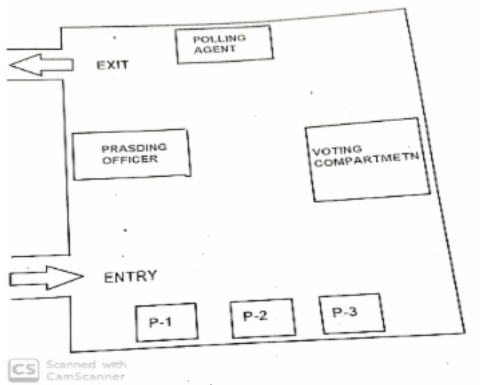 POLLING
AGENT
EXIT
PRASDING
OFFICER
VOTING
COMPARTMETN
ENTRY
P-1
P-2
P-3
CS Scanned with
CamScanner